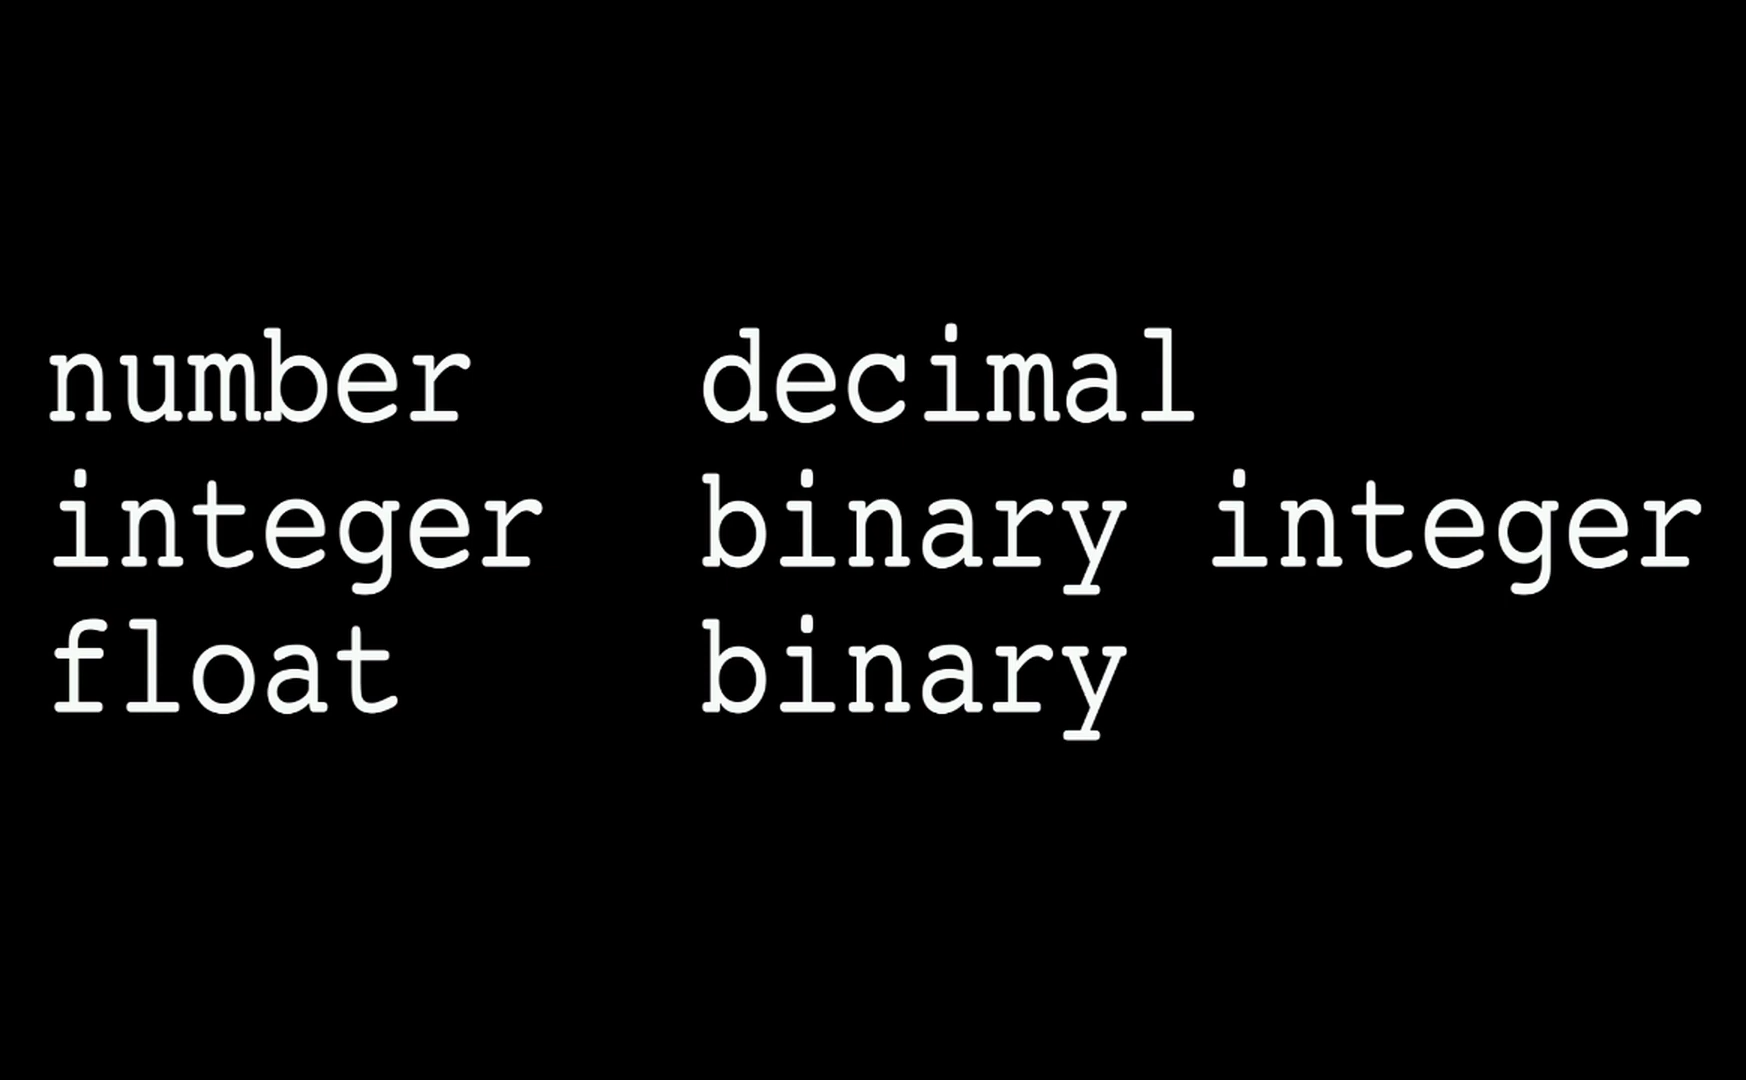 number decimal
integer binary integer
float binary